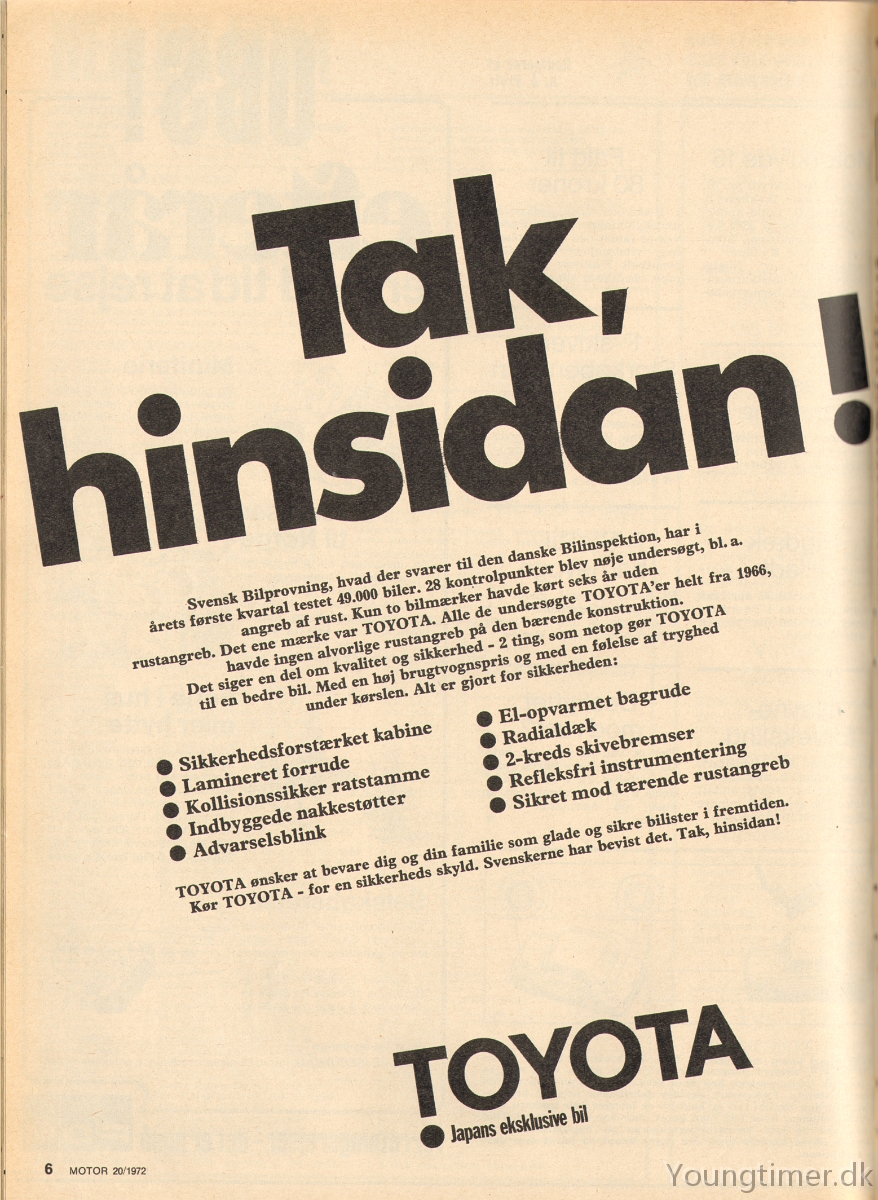 Tak,
hinsidan!
Svensk Bilprovning, hvad der svarer til den danske Bilinspektion, har i
årets første kvartal testet 49.000 biler. 28 kontrolpunkter blev nøje undersøgt, bl. a.
angreb af rust. Kun to bilmærker havde kørt seks år uden
rustangreb. Det ene mærke var TOYOTA. Alle de undersøgte TOYOTA'er helt fra 1966,
havde ingen alvorlige rustangreb på den bærende konstruktion.
Det siger en del om kvalitet og sikkerhed - 2 ting, som netop gør TOYOTA
til en bedre bil. Med en høj brugtvognspris og med en følelse af tryghed
under kørslen. Alt er gjort for sikkerheden:
● Sikkerhedsforstærket kabine
● Lamineret forrude
● Kollisionssikker ratstamme
● Indbyggede nakkestøtter
● Advarselsblink
● El-opvarmet bagrude
● Radialdæk
● 2-kreds skivebremser
● Refleksfri instrumentering
● Sikret mod tærende rustangreb
TOYOTA ønsker at bevare dig og din familie som glade og sikre bilister i fremtiden.
Kør TOYOTA - for en sikkerheds skyld. Svenskerne har bevist det. Tak, hinsidan!
TOYOTA
Japans eksklusive bil
6 MOTOR 20/1972
Youngtimer.dk